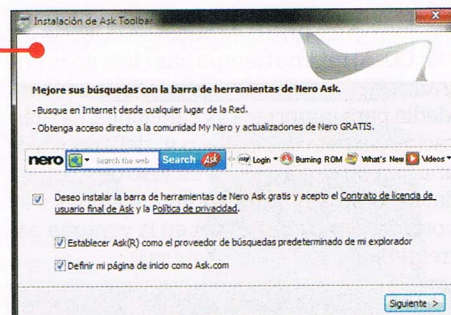 Instalación de Ask Toolbar
Mejore sus búsquedas con la barra de herramientas de Nero Ask.
- Busque en Internet desde cualquier lugar de la Red.
- Obtenga acceso directo a la comunidad My Nero y actualizaciones de Nero GRATIS.
nero Search the web Search Ask my Login Burning ROM What's New Videos
Deseo instalar la barra de herramientas de Nero Ask gratis y acepto el Contrato de licencia de
usuario final de Ask y la Política de privacidad.
Establecer Ask(R) como el proveedor de búsquedas predeterminado de mi explorador
Definir mi página de inicio como Ask.com
Siguiente >